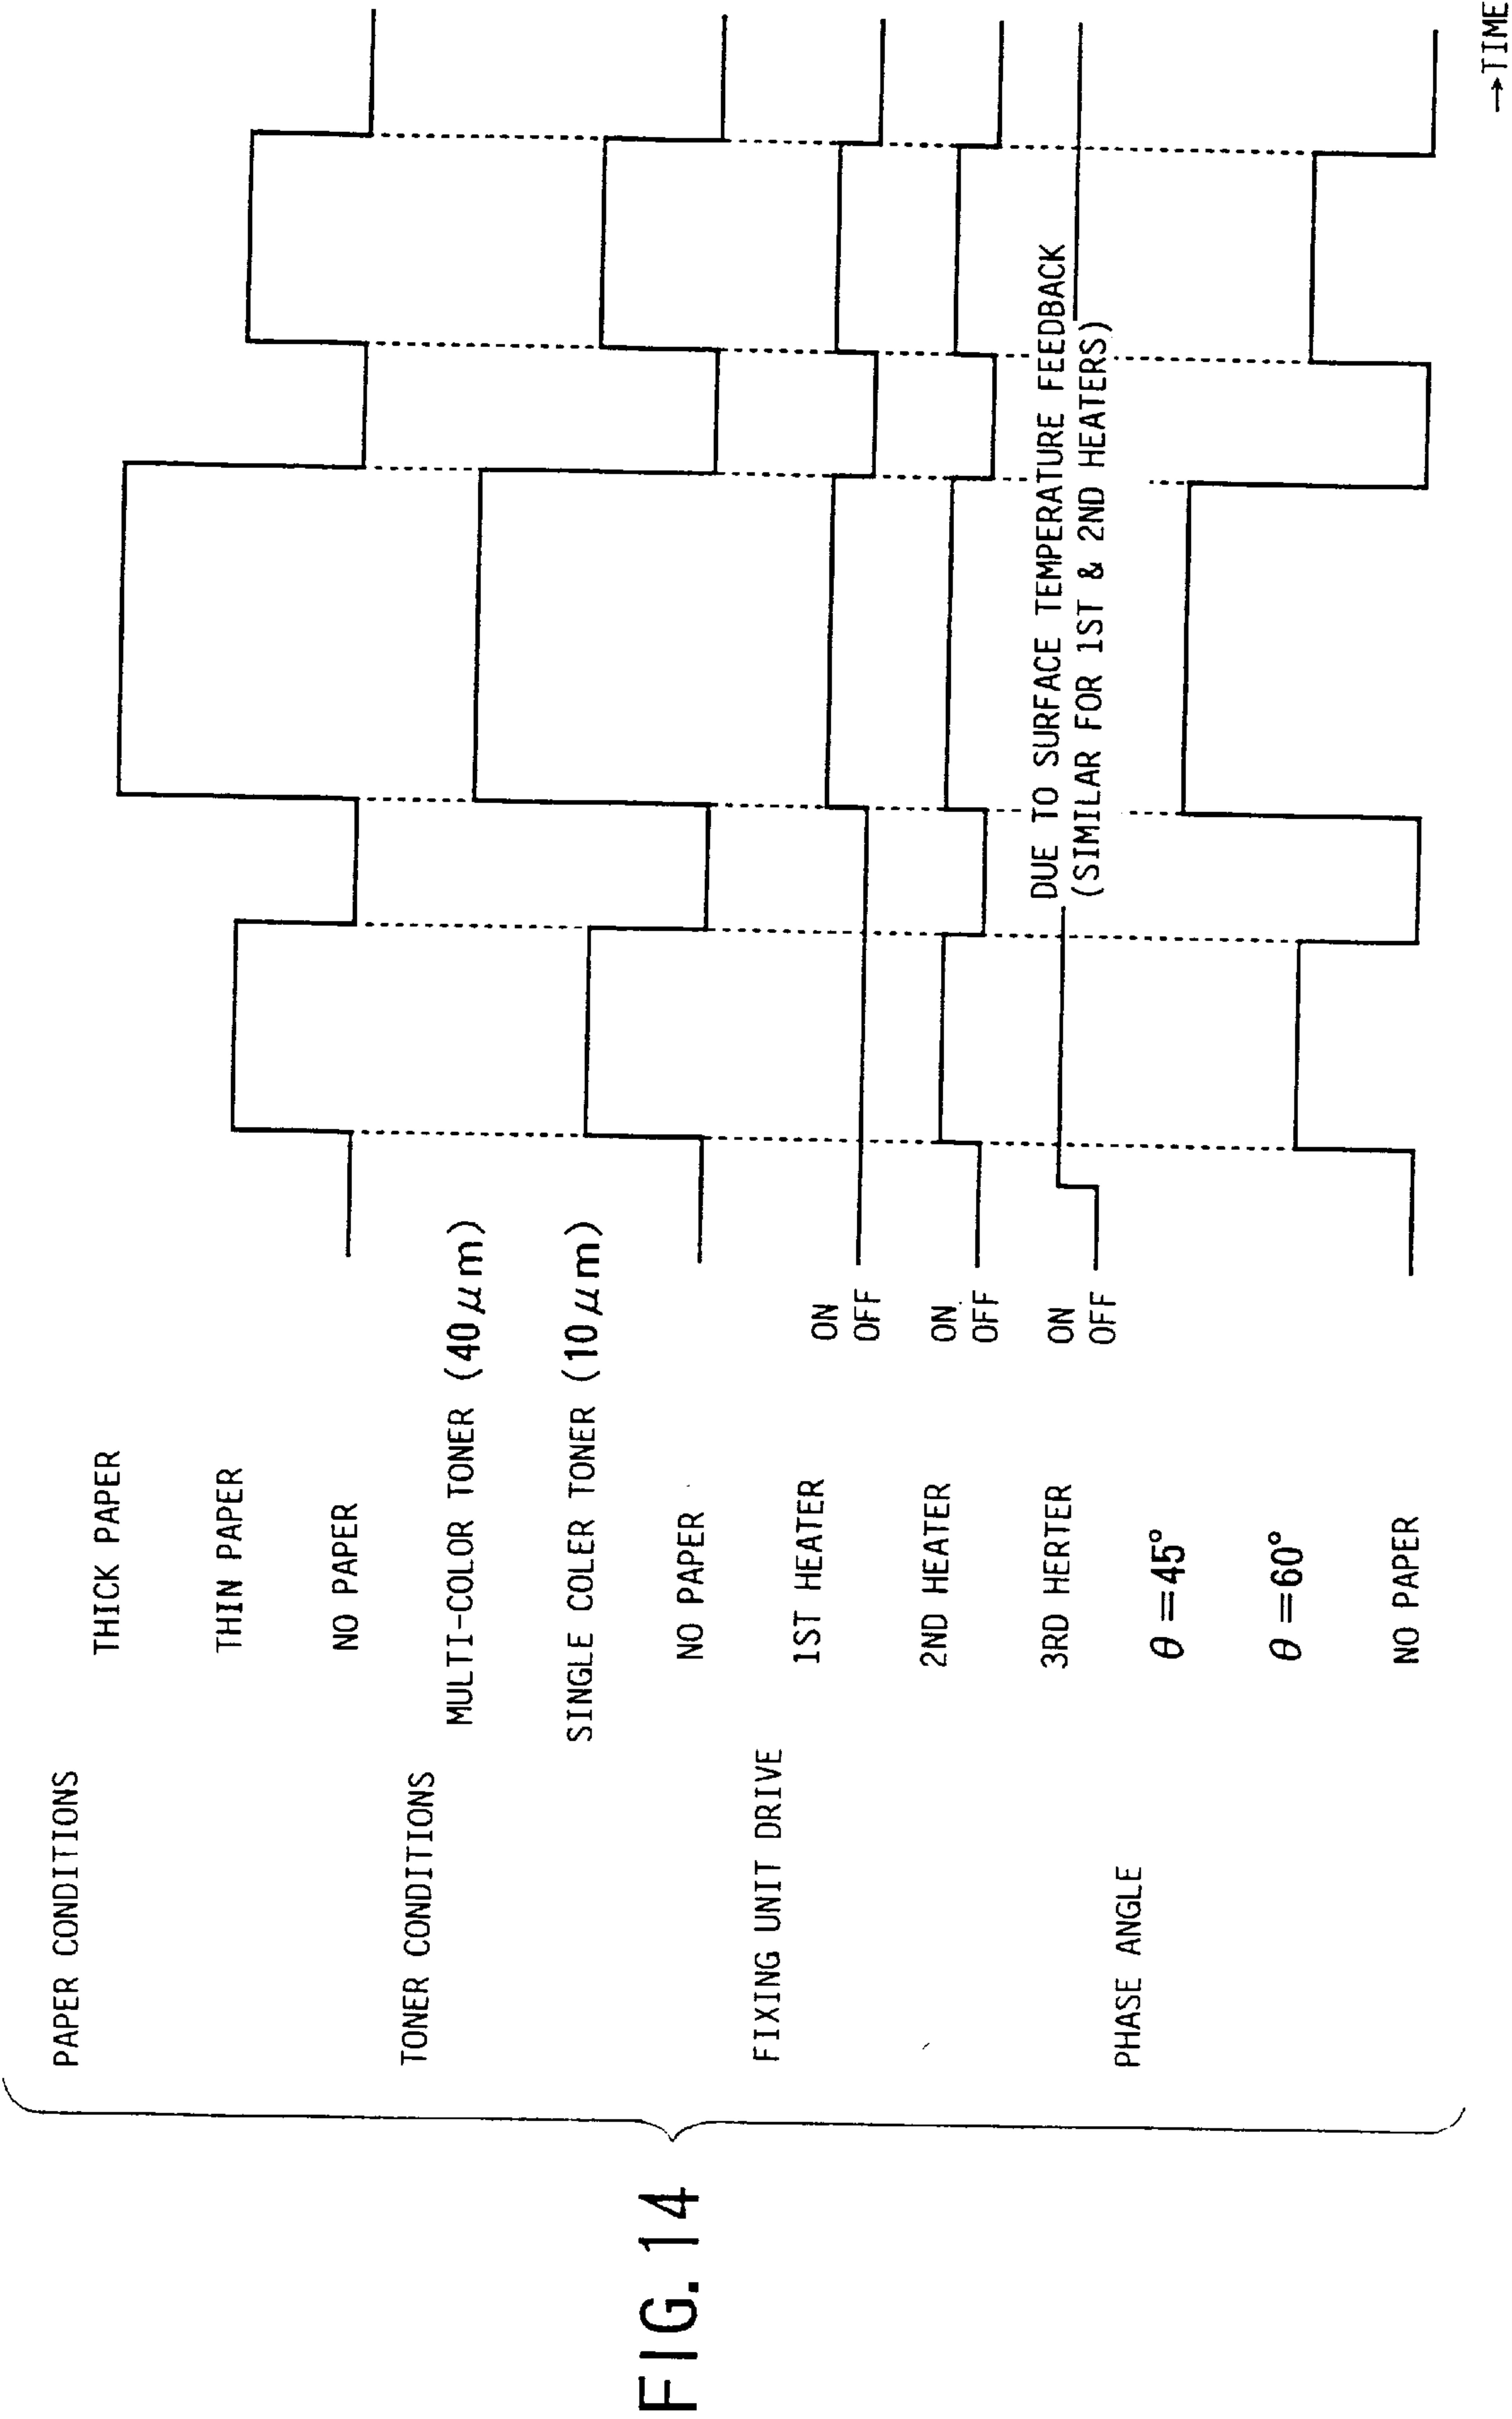 FIG. 14
PAPER CONDITIONS
THICK PAPER
THIN PAPER
NO PAPER
TONER CONDITIONS
MULTI-COLOR TONER (40 μm)
SINGLE COLER TONER (10 μm)
NO PAPER
FIXING UNIT DRIVE
1ST HEATER
ON
OFF
2ND HEATER
ON
OFF
3RD HERTER
ON
OFF
DUE TO SURFACE TEMPERATURE FEEDBACK
(SIMILAR FOR 1ST & 2ND HEATERS)
PHASE ANGLE
θ = 45°
θ = 60°
NO PAPER
→TIME